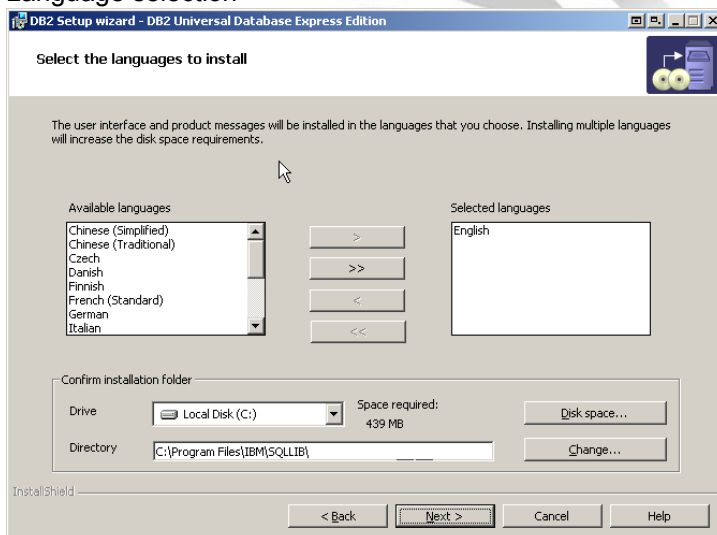 Language selection
DB2 Setup wizard - DB2 Universal Database Express Edition
Select the languages to install
The user interface and product messages will be installed in the languages that you choose. Installing multiple languages
will increase the disk space requirements.
Available languages
Selected languages
Chinese (Simplified)
Chinese (Traditional)
Czech
Danish
Finnish
French (Standard)
German
Italian
>
>>
<
<<
English
Confirm installation folder
Drive
Local Disk (C:)
Space required:
439 MB
Disk space...
Directory
C:\Program Files\IBM\SQLLIB\
Change...
InstallShield
< Back
Next >
Cancel
Help